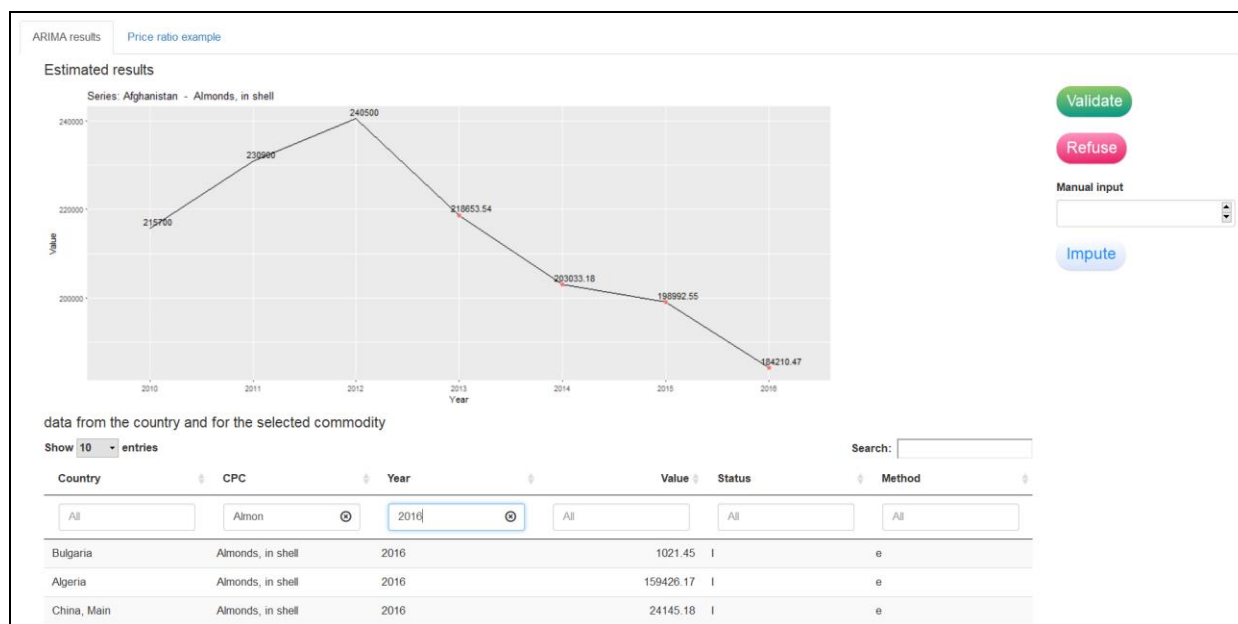 ARIMA results
Price ratio example
Estimated results
Series: Afghanistan - Almonds, in shell
Validate
Refuse
Manual input
Impute
240000
220000
200000
Value
215700
230900
240500
218653.54
203033.18
198992.55
184210.47
2010 2011 2012 2013 2014 2015 2016
Year
data from the country and for the selected commodity
Show 10 entries
Search:
Country CPC Year Value Status Method
All Almon 2016 All All All
Bulgaria Almonds, in shell 2016 1021.45 I e
Algeria Almonds, in shell 2016 159426.17 I e
China, Main Almonds, in shell 2016 24145.18 I e